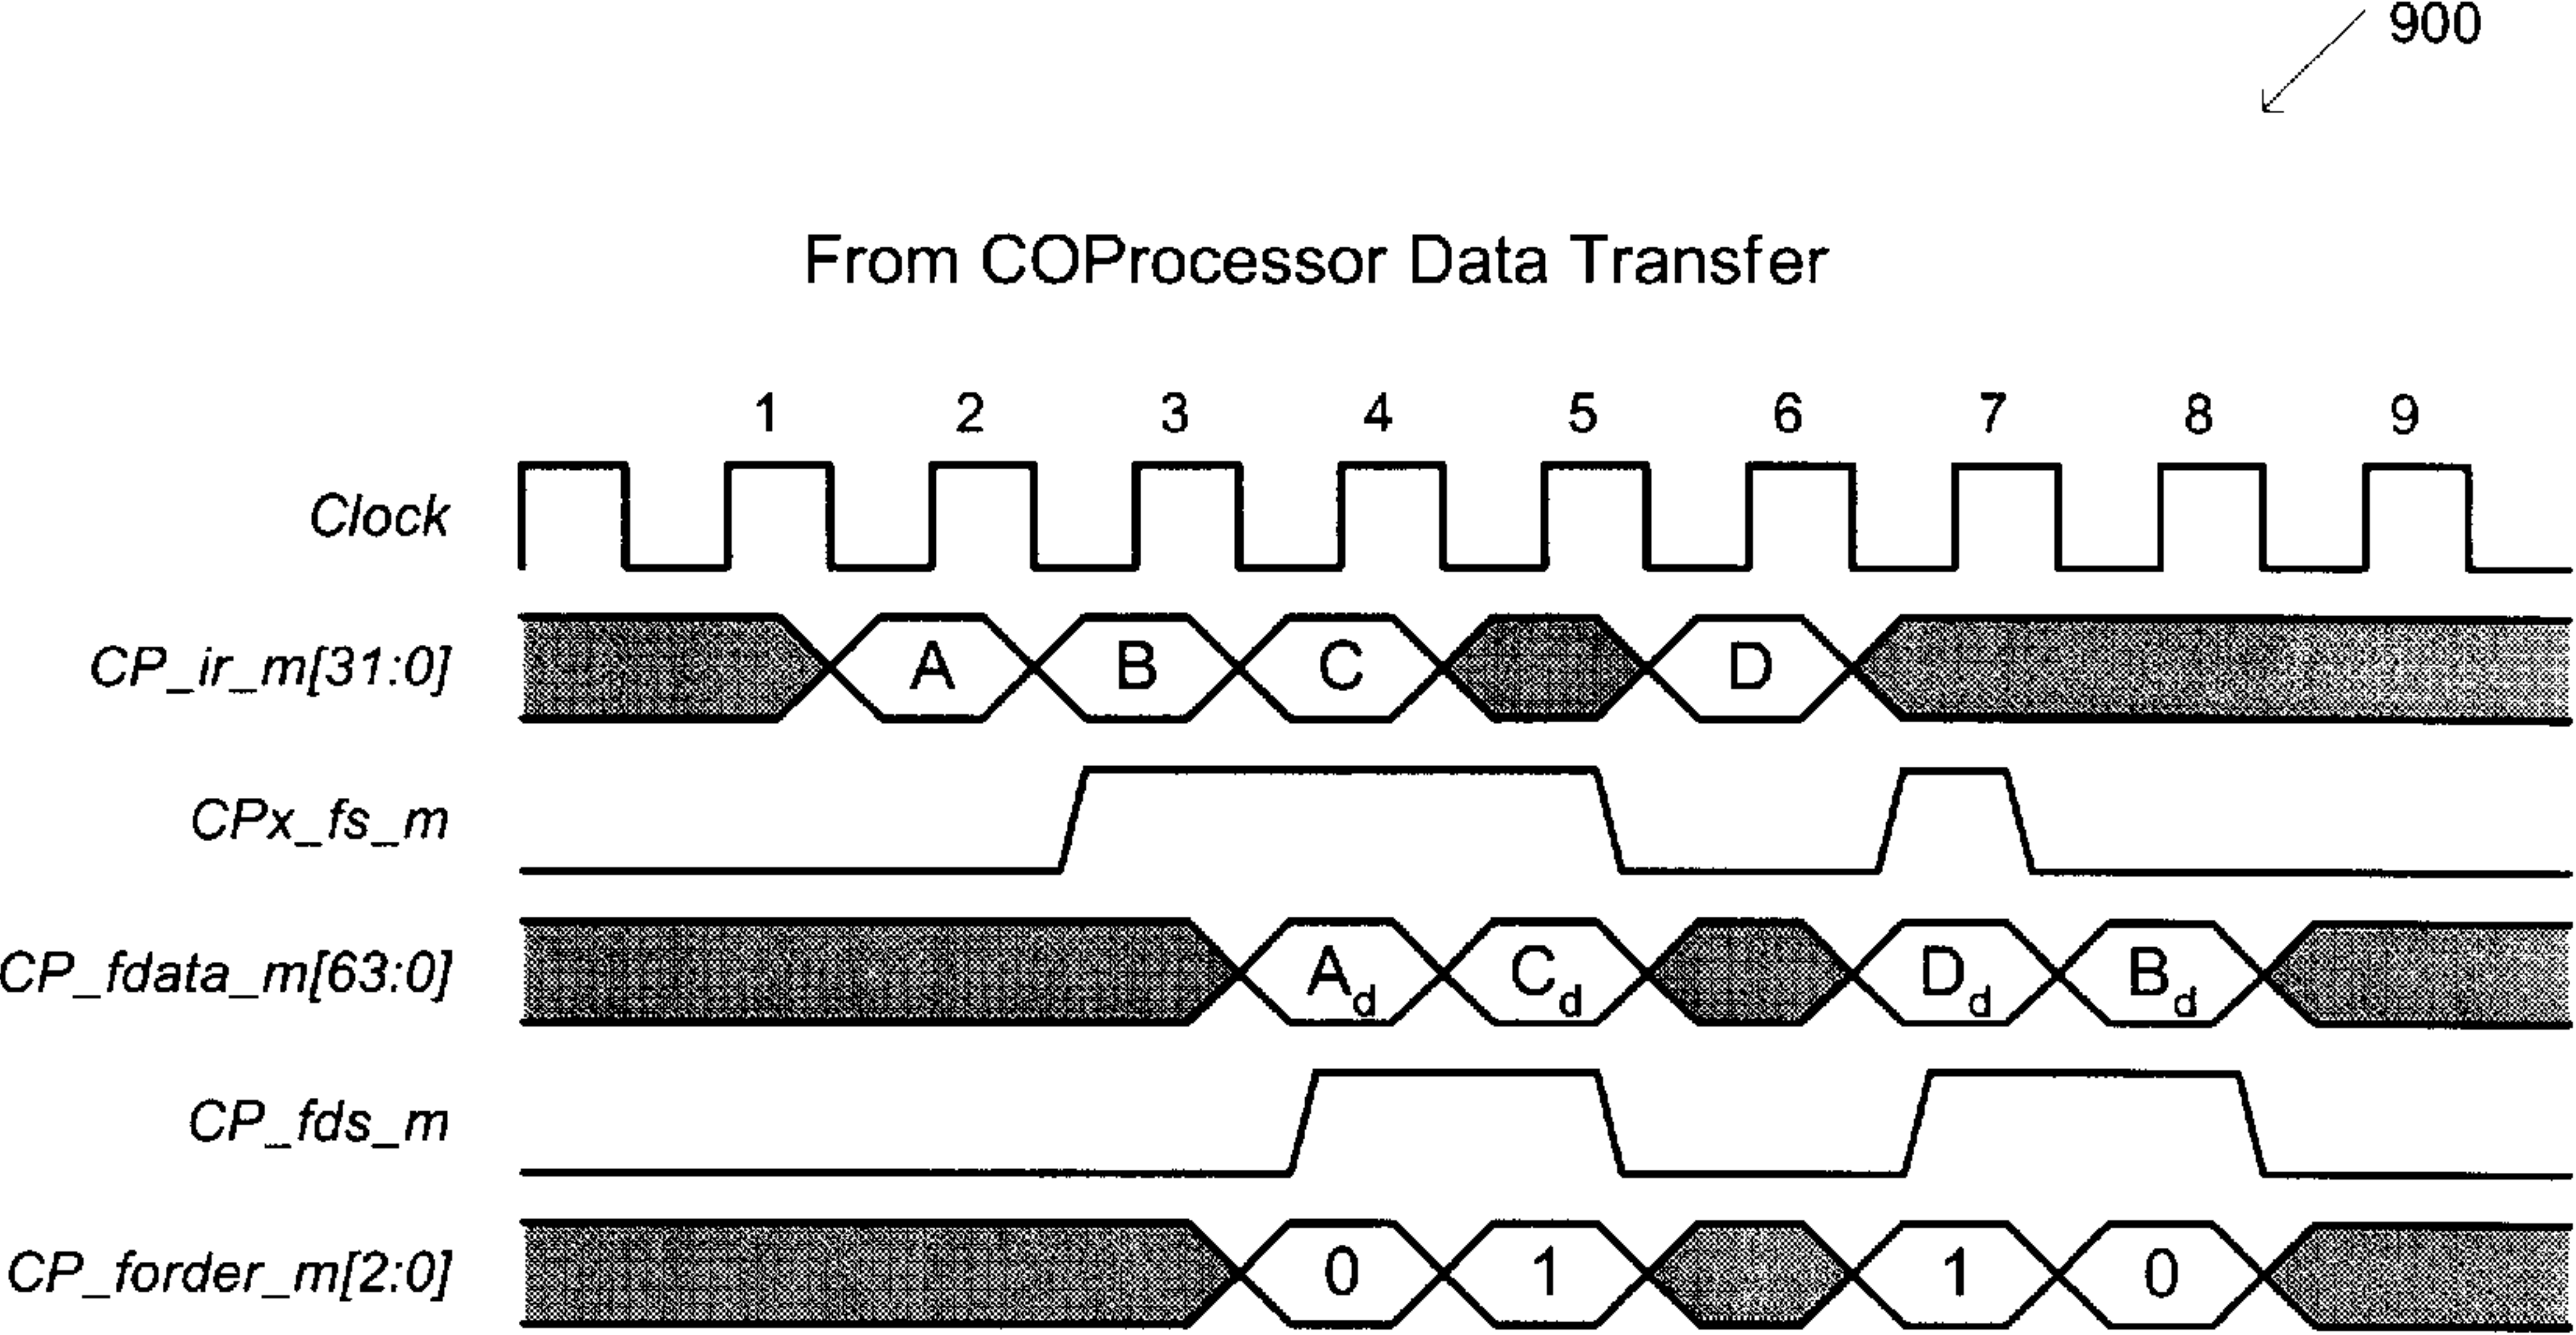 900
From COProcessor Data Transfer
1 2 3 4 5 6 7 8 9
Clock
CP_ir_m[31:0] A B C D
CPx_fs_m
CP_fdata_m[63:0] Ad Cd Dd Bd
CP_fds_m
CP_forder_m[2:0] 0 1 1 0